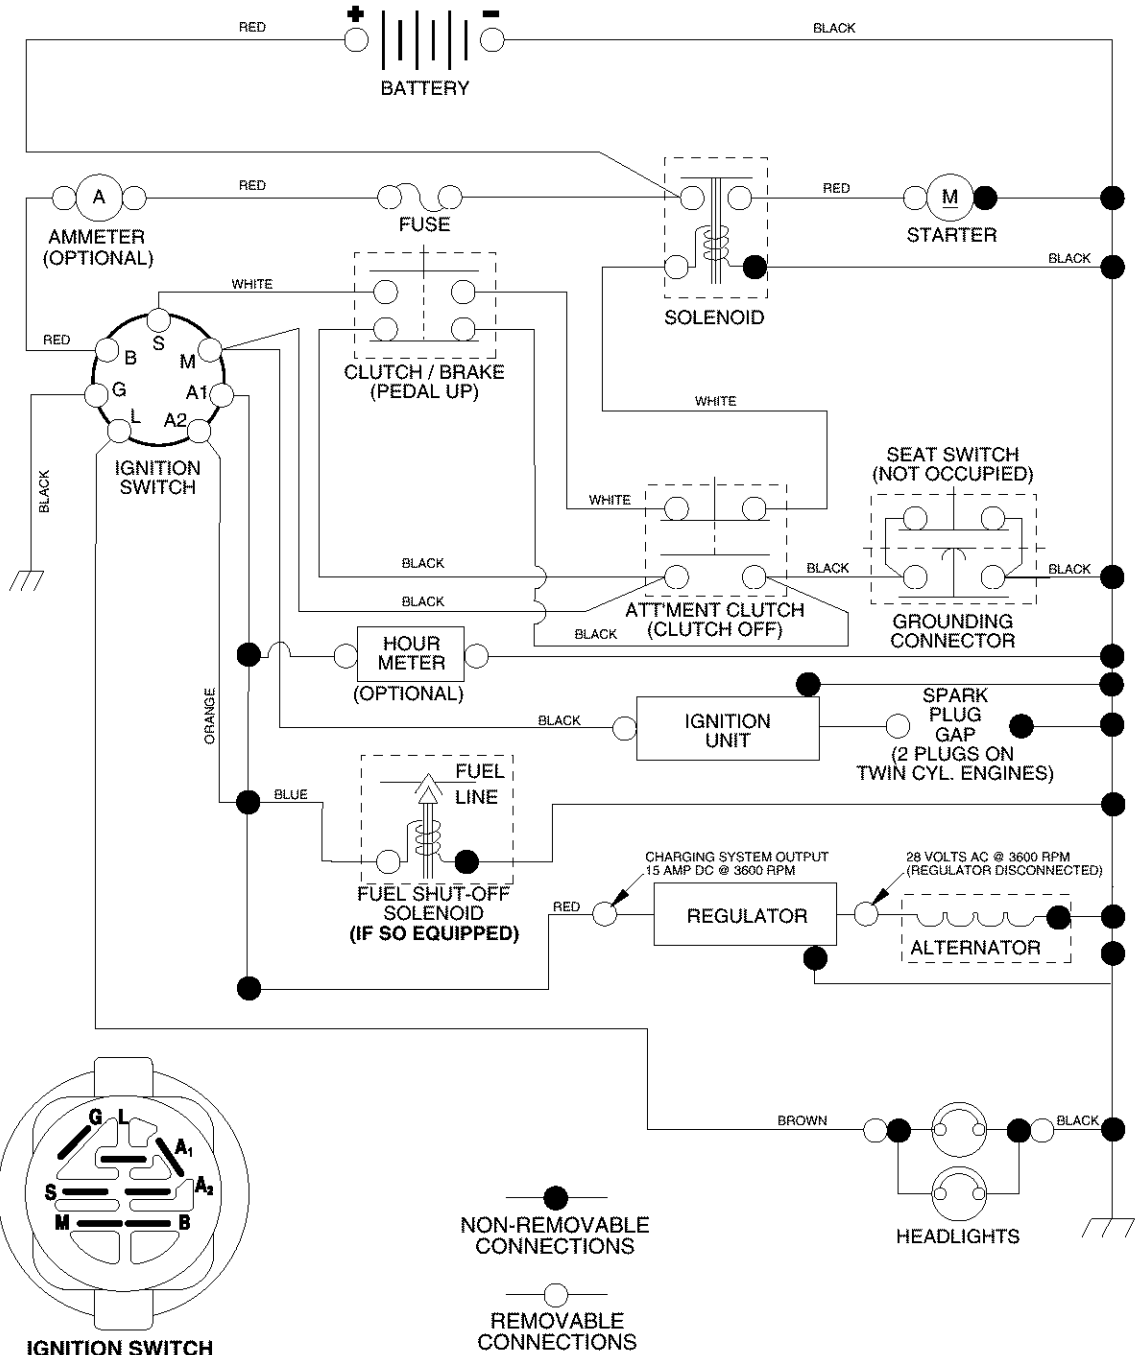 +
-
RED
BLACK
BATTERY
A
RED
RED
M
FUSE
AMMETER
(OPTIONAL)
STARTER
WHITE
BLACK
SOLENOID
RED
B
S
M
G
A1
L
A2
CLUTCH / BRAKE
(PEDAL UP)
WHITE
IGNITION
SWITCH
BLACK
SEAT SWITCH
(NOT OCCUPIED)
WHITE
BLACK
BLACK
BLACK
BLACK
ATT'MENT CLUTCH
(CLUTCH OFF)
GROUNDING
CONNECTOR
BLACK
HOUR
METER
(OPTIONAL)
ORANGE
BLACK
IGNITION
UNIT
SPARK
PLUG
GAP
(2 PLUGS ON
TWIN CYL. ENGINES)
BLUE
FUEL
LINE
FUEL SHUT-OFF
SOLENOID
(IF SO EQUIPPED)
CHARGING SYSTEM OUTPUT
15 AMP DC @ 3600 RPM
28 VOLTS AC @ 3600 RPM
(REGULATOR DISCONNECTED)
RED
REGULATOR
ALTERNATOR
BROWN
BLACK
HEADLIGHTS
G
L
A1
S
A2
M
B
IGNITION SWITCH
NON-REMOVABLE
CONNECTIONS
REMOVABLE
CONNECTIONS